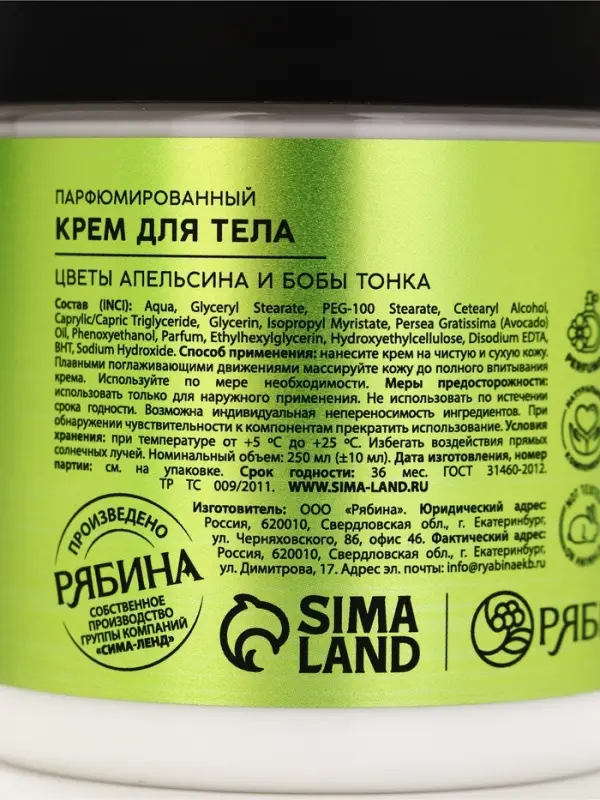 ПАРФЮМИРОВАННЫЙ
КРЕМ ДЛЯ ТЕЛА
ЦВЕТЫ АПЕЛЬСИНА И БОБЫ ТОНКА
Состав (INCI): Aqua, Glyceryl Stearate, PEG-100 Stearate, Cetearyl Alcohol,
Caprylic/Capric Triglyceride, Glycerin, Isopropyl Myristate, Persea Gratissima (Avocado)
Oil, Phenoxyethanol, Parfum, Ethylhexylglycerin, Hydroxyethylcellulose, Disodium EDTA,
BHT, Sodium Hydroxide. Способ применения: нанесите крем на чистую и сухую кожу.
Плавными поглаживающими движениями массируйте кожу до полного впитывания
крема. Используйте по мере необходимости. Меры предосторожности:
использовать только для наружного применения. Не использовать по истечении
срока годности. Возможна индивидуальная непереносимость ингредиентов. При
обнаружении чувствительности к компонентам прекратить использование. Условия
хранения: при температуре от +5 °C до +25 °C. Избегать воздействия прямых
солнечных лучей. Номинальный объем: 250 мл (±10 мл). Дата изготовления, номер
партии: см. на упаковке. Срок годности: 36 мес. ГОСТ 31460-2012.
ТР ТС 009/2011. WWW.SIMA-LAND.RU
Изготовитель: ООО «Рябина». Юридический адрес:
Россия, 620010, Свердловская обл., г. Екатеринбург,
ул. Черняховского, 86, офис 46. Фактический адрес:
Россия, 620010, Свердловская обл., г. Екатеринбург,
ул. Димитрова, 17. Адрес эл. почты: info@ryabinaekb.ru
ПРОИЗВЕДЕНО
РЯБИНА
СОБСТВЕННОЕ
ПРОИЗВОДСТВО
ГРУППЫ КОМПАНИЙ
«СИМА-ЛЕНД»
SIMA
LAND
РЯБИ